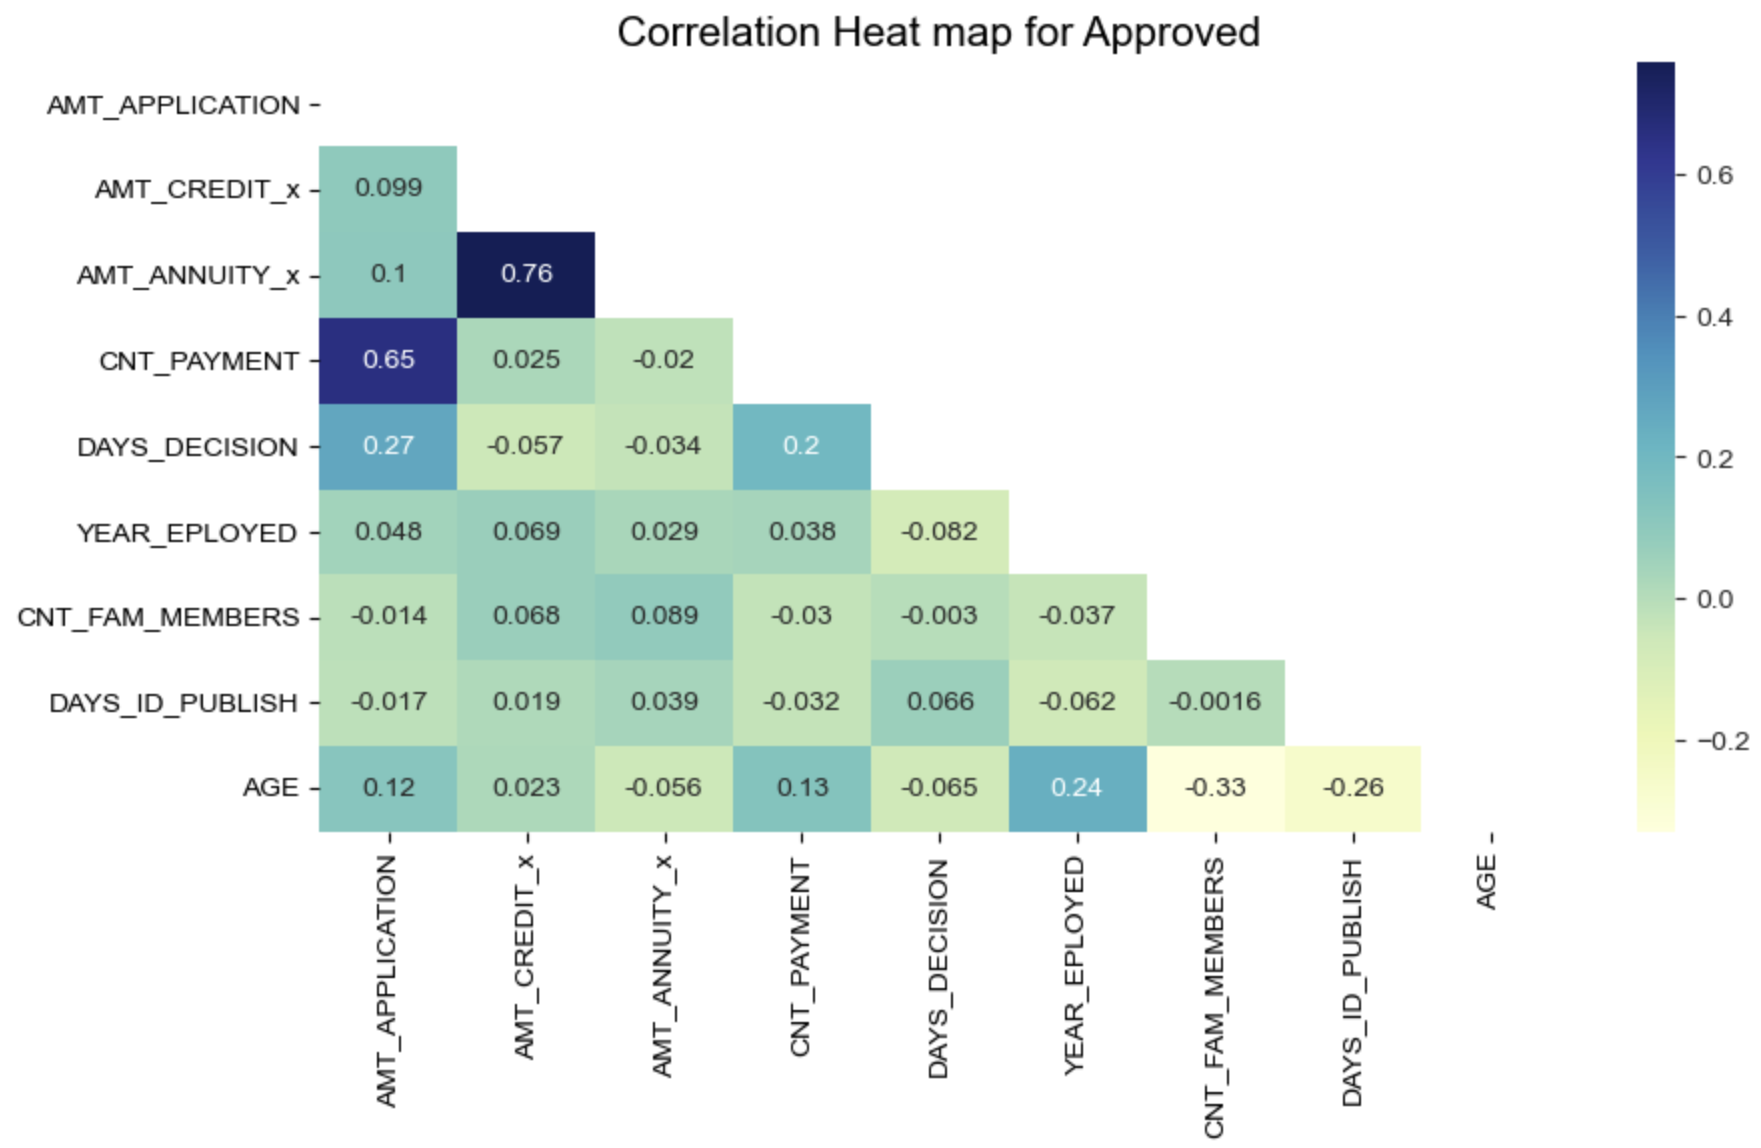 Correlation Heat map for Approved
AMT_APPLICATION
AMT_CREDIT_x 0.099
AMT_ANNUITY_x 0.1 0.76
CNT_PAYMENT 0.65 0.025 -0.02
DAYS_DECISION 0.27 -0.057 -0.034 0.2
YEAR_EPLOYED 0.048 0.069 0.029 0.038 -0.082
CNT_FAM_MEMBERS -0.014 0.068 0.089 -0.03 -0.003 -0.037
DAYS_ID_PUBLISH -0.017 0.019 0.039 -0.032 0.066 -0.062 -0.0016
AGE 0.12 0.023 -0.056 0.13 -0.065 0.24 -0.33 -0.26
AMT_APPLICATION
AMT_CREDIT_x
AMT_ANNUITY_x
CNT_PAYMENT
DAYS_DECISION
YEAR_EPLOYED
CNT_FAM_MEMBERS
DAYS_ID_PUBLISH
AGE
0.6
0.4
0.2
0.0
−0.2